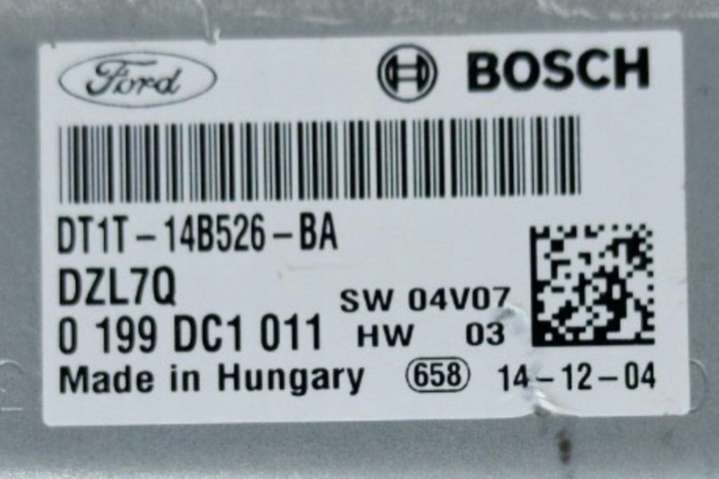 Ford BOSCH
DT1T-14B526-BA
DZL7Q
SW 04V07
0 199 DC1 011 HW 03
Made in Hungary 658 14-12-04